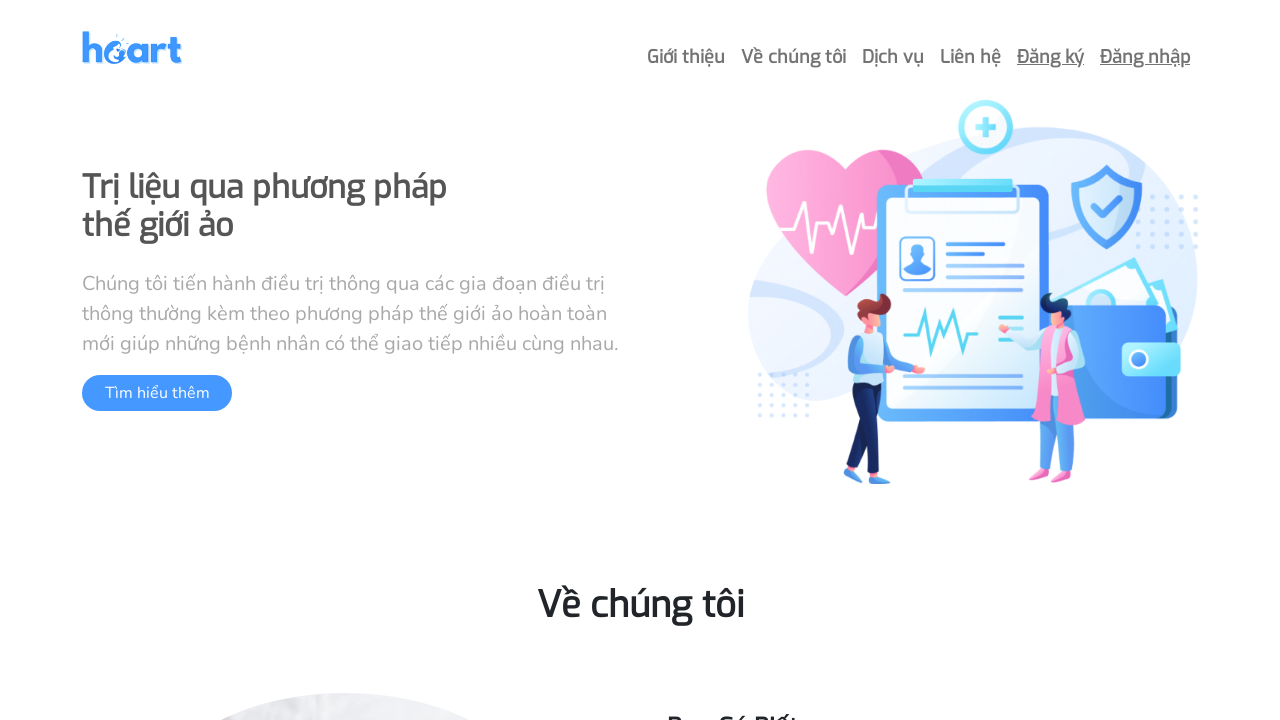 hoart
Giới thiệu Về chúng tôi Dịch vụ Liên hệ Đăng ký Đăng nhập
Trị liệu qua phương pháp
thế giới ảo
Chúng tôi tiến hành điều trị thông qua các gia đoạn điều trị
thông thường kèm theo phương pháp thế giới ảo hoàn toàn
mới giúp những bệnh nhân có thể giao tiếp nhiều cùng nhau.
Tìm hiểu thêm
Về chúng tôi